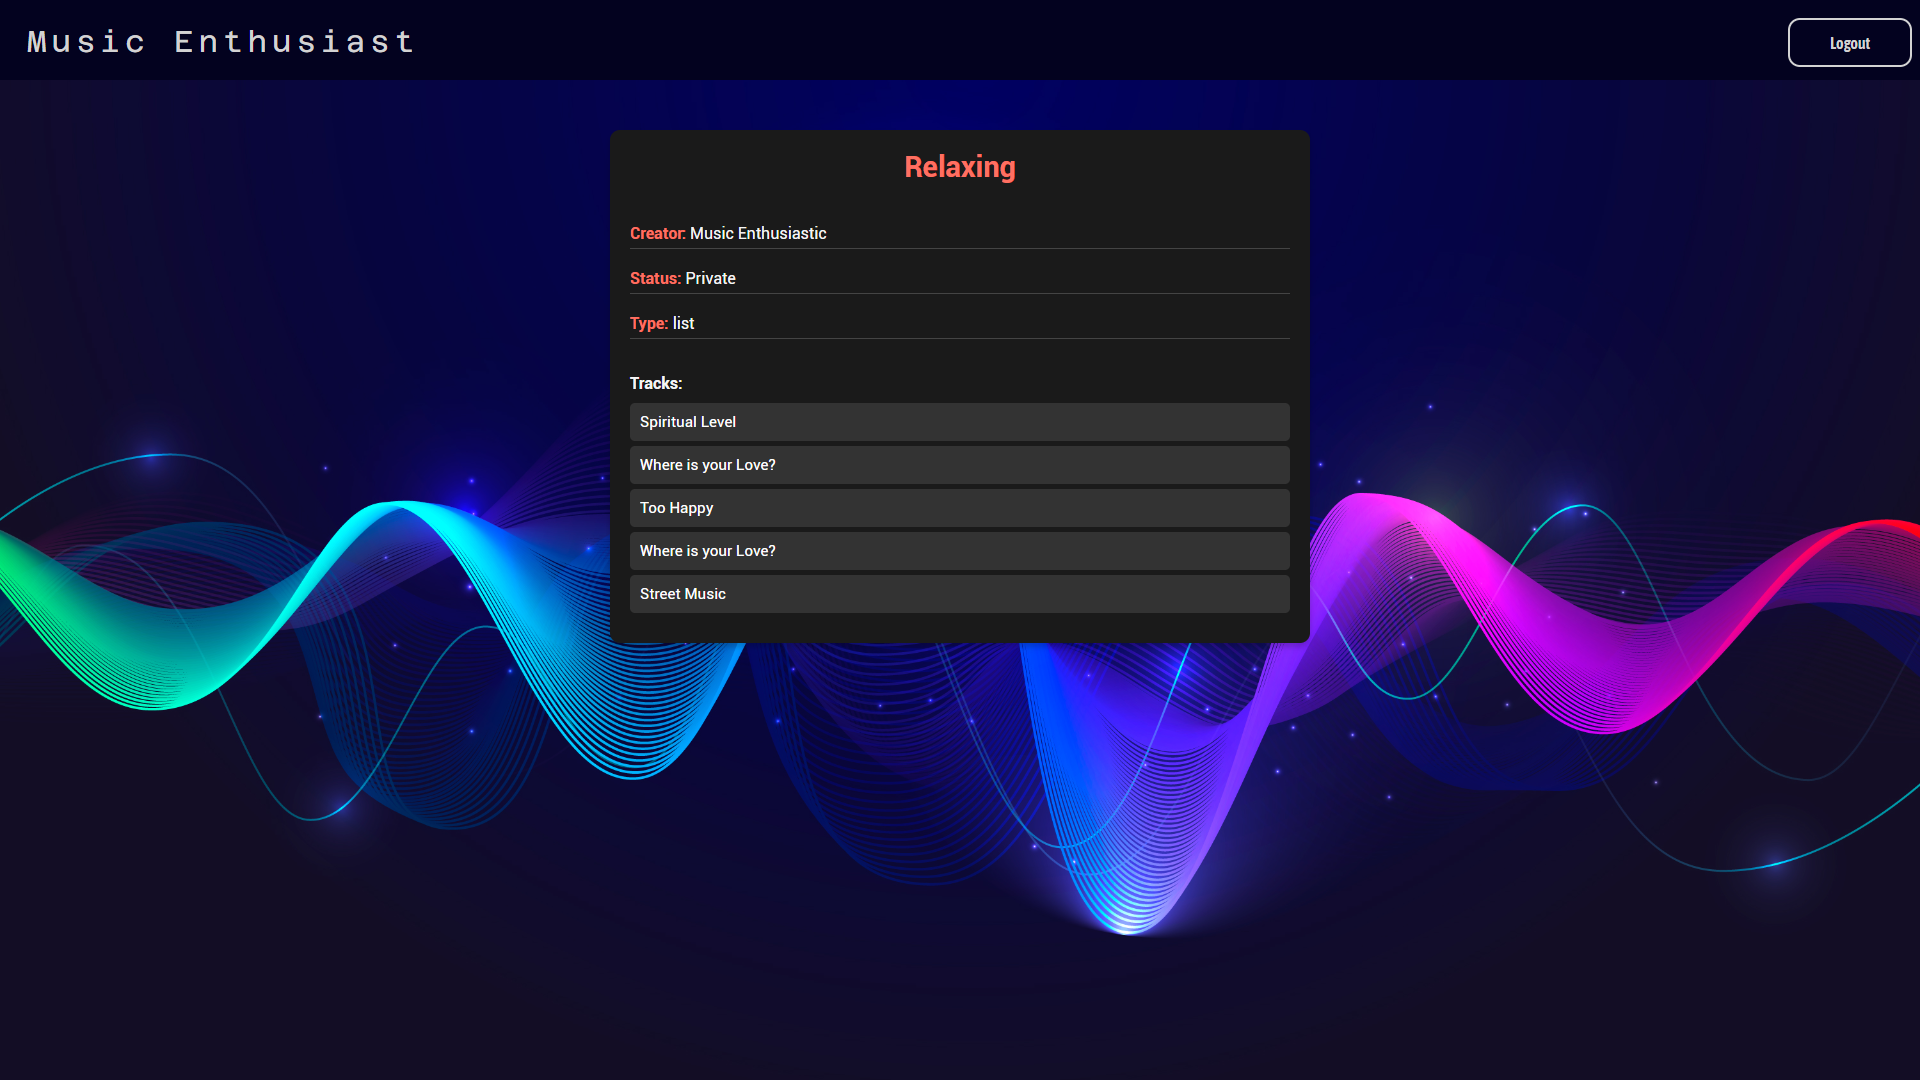 Music Enthusiast
Logout
Relaxing
Creator: Music Enthusiastic
Status: Private
Type: list
Tracks:
Spiritual Level
Where is your Love?
Too Happy
Where is your Love?
Street Music